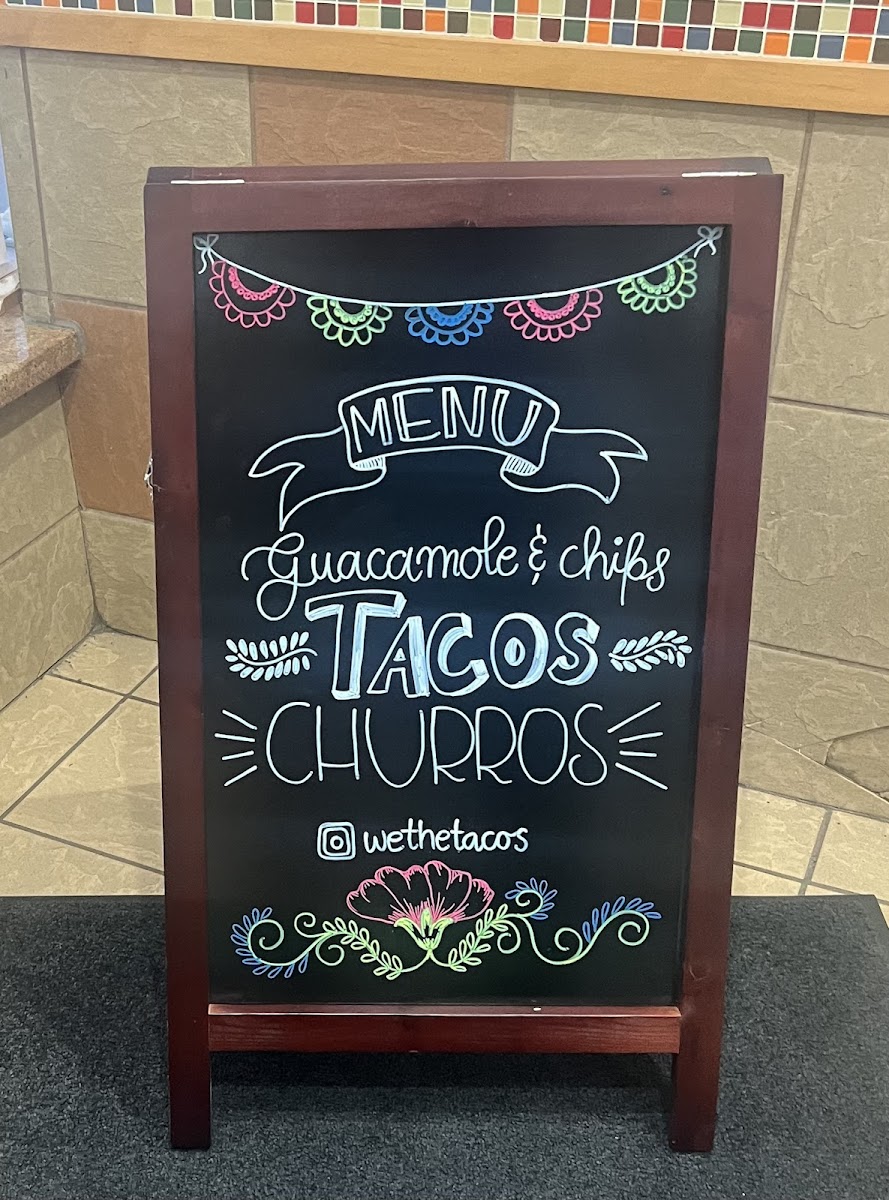 MENU
Guacamole & chips
TACOS
CHURROS
wethetacos